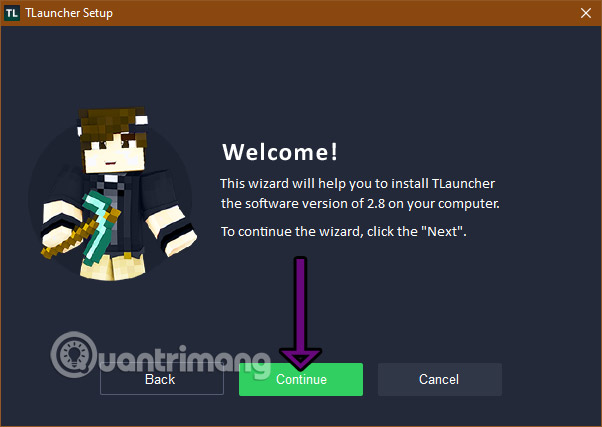 TL TLauncher Setup
Welcome!
This wizard will help you to install TLauncher
the software version of 2.8 on your computer.
To continue the wizard, click the "Next".
Quantrimang
Back Continue Cancel